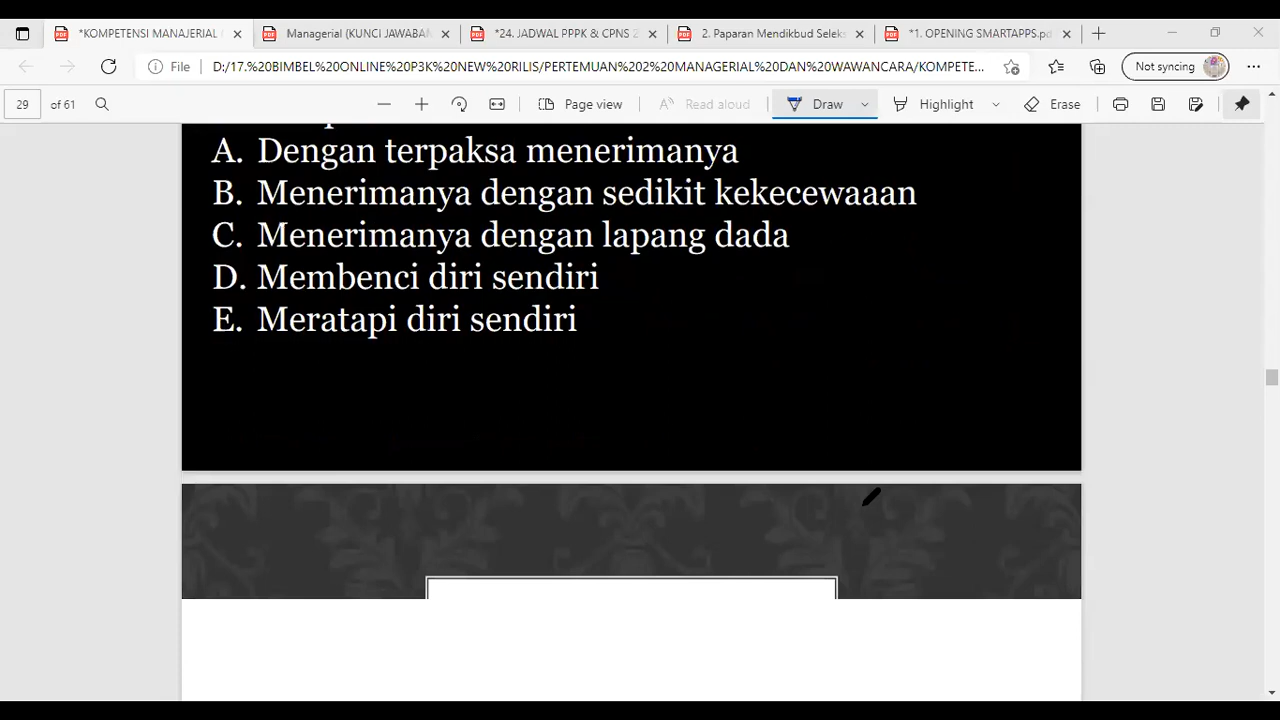 *KOMPETENSI MANAJERIAL
Managerial (KUNCI JAWABAN
*24. JADWAL PPPK & CPNS 2
2. Paparan Mendikbud Seleks
*1. OPENING SMARTAPPS.pd
File
D:/17.%20BIMBEL%20ONLINE%20P3K%20NEW%20RILIS/PERTEMUAN%202%20MANAGERIAL%20DAN%20WAWANCARA/KOMPETE...
Not syncing
29 of 61
Page view
Read aloud
Draw
Highlight
Erase
A. Dengan terpaksa menerimanya
B. Menerimanya dengan sedikit kekecewaaan
C. Menerimanya dengan lapang dada
D. Membenci diri sendiri
E. Meratapi diri sendiri